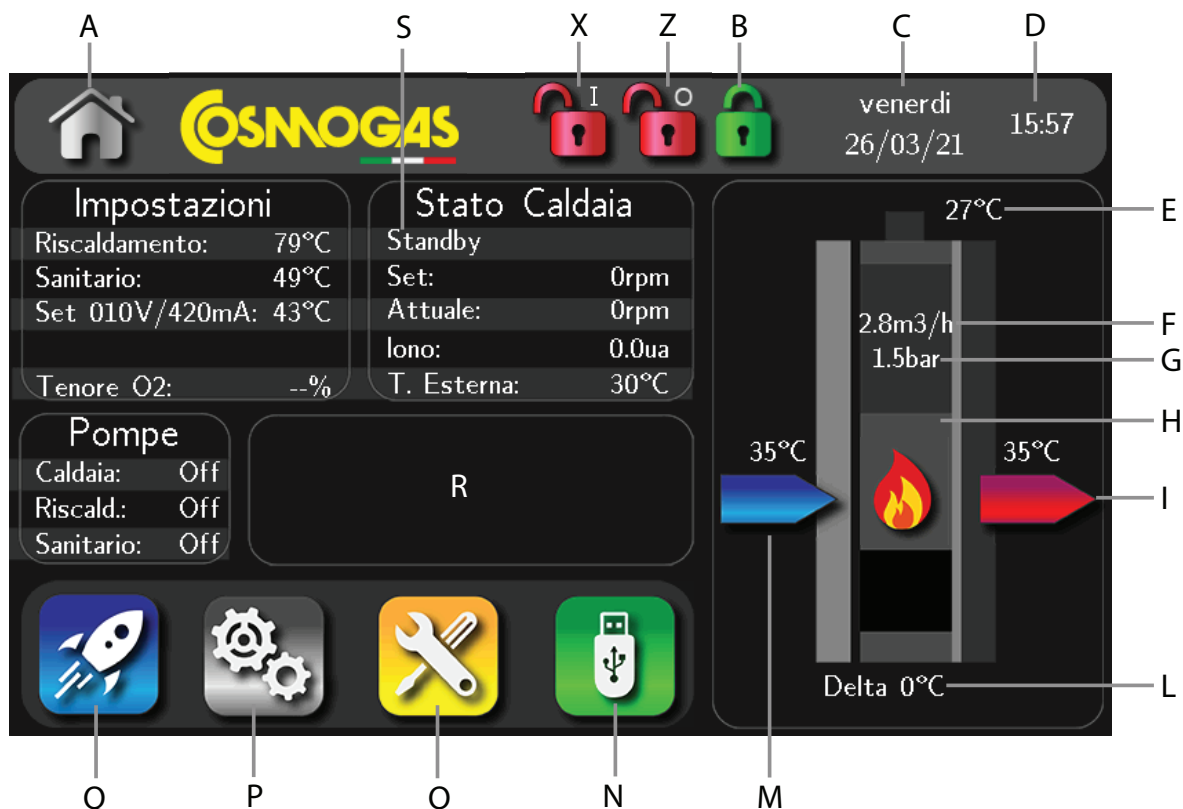 A S X Z B C D
COSMOGAS
I O
venerdi
26/03/21
15:57
Impostazioni
Riscaldamento: 79°C
Sanitario: 49°C
Set 010V/420mA: 43°C
Tenore O2: --%
Stato Caldaia
Standby
Set: 0rpm
Attuale: 0rpm
Iono: 0.0ua
T. Esterna: 30°C
Pompe
Caldaia: Off
Riscald.: Off
Sanitario: Off
R
27°C E
2.8m3/h F
1.5bar G
H
35°C 35°C
I
Delta 0°C L
Q P O N M